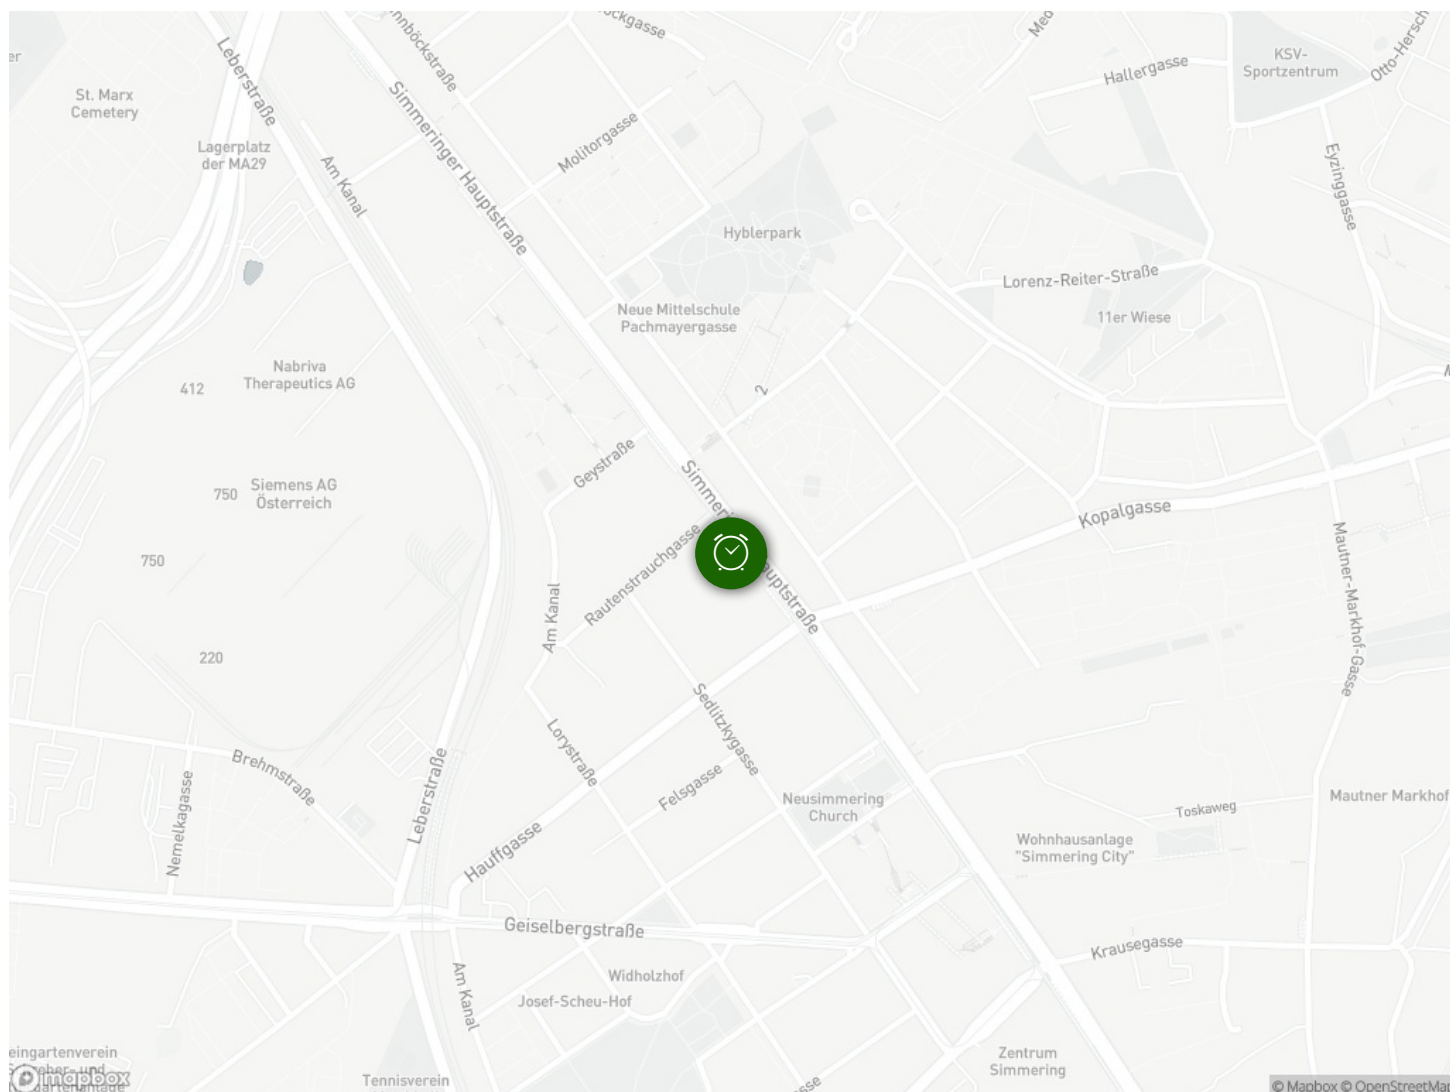 KSV-
Sportzentrum
Hallergasse
St. Marx
Cemetery
Leberstraße
Simmeringer Hauptstraße
Molitorgasse
Lagerplatz
der MA29
Am Kanal
Eyzinggasse
Hyblerpark
Lorenz-Reiter-Straße
Neue Mittelschule
Pachmayergasse
11er Wiese
Nabriva
Therapeutics AG
412
2
Geystraße
Siemens AG
Österreich
750
Kopalgasse
Rautenstrauchgasse
750
Mautner-Markhof-Gasse
Am Kanal
220
Sedlitzkygasse
Lorystraße
Brehmstraße
Leberstraße
Felsgasse
Nemelkagasse
Neusimmering
Church
Mautner Markhof
Toskaweg
Wohnhausanlage
"Simmering City"
Hauffgasse
Geiselbergstraße
Krausegasse
Widholzhof
Am Kanal
Josef-Scheu-Hof
Zentrum
Simmering
eingartenverein
Tennisverein
mapbox
© Mapbox © OpenStreetMap